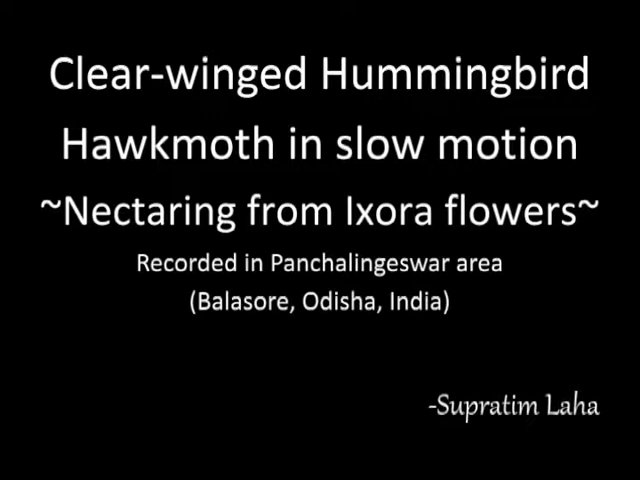 Clear-winged Hummingbird
Hawkmoth in slow motion
~Nectaring from Ixora flowers~
Recorded in Panchalingeswar area
(Balasore, Odisha, India)
-Supratim Laha